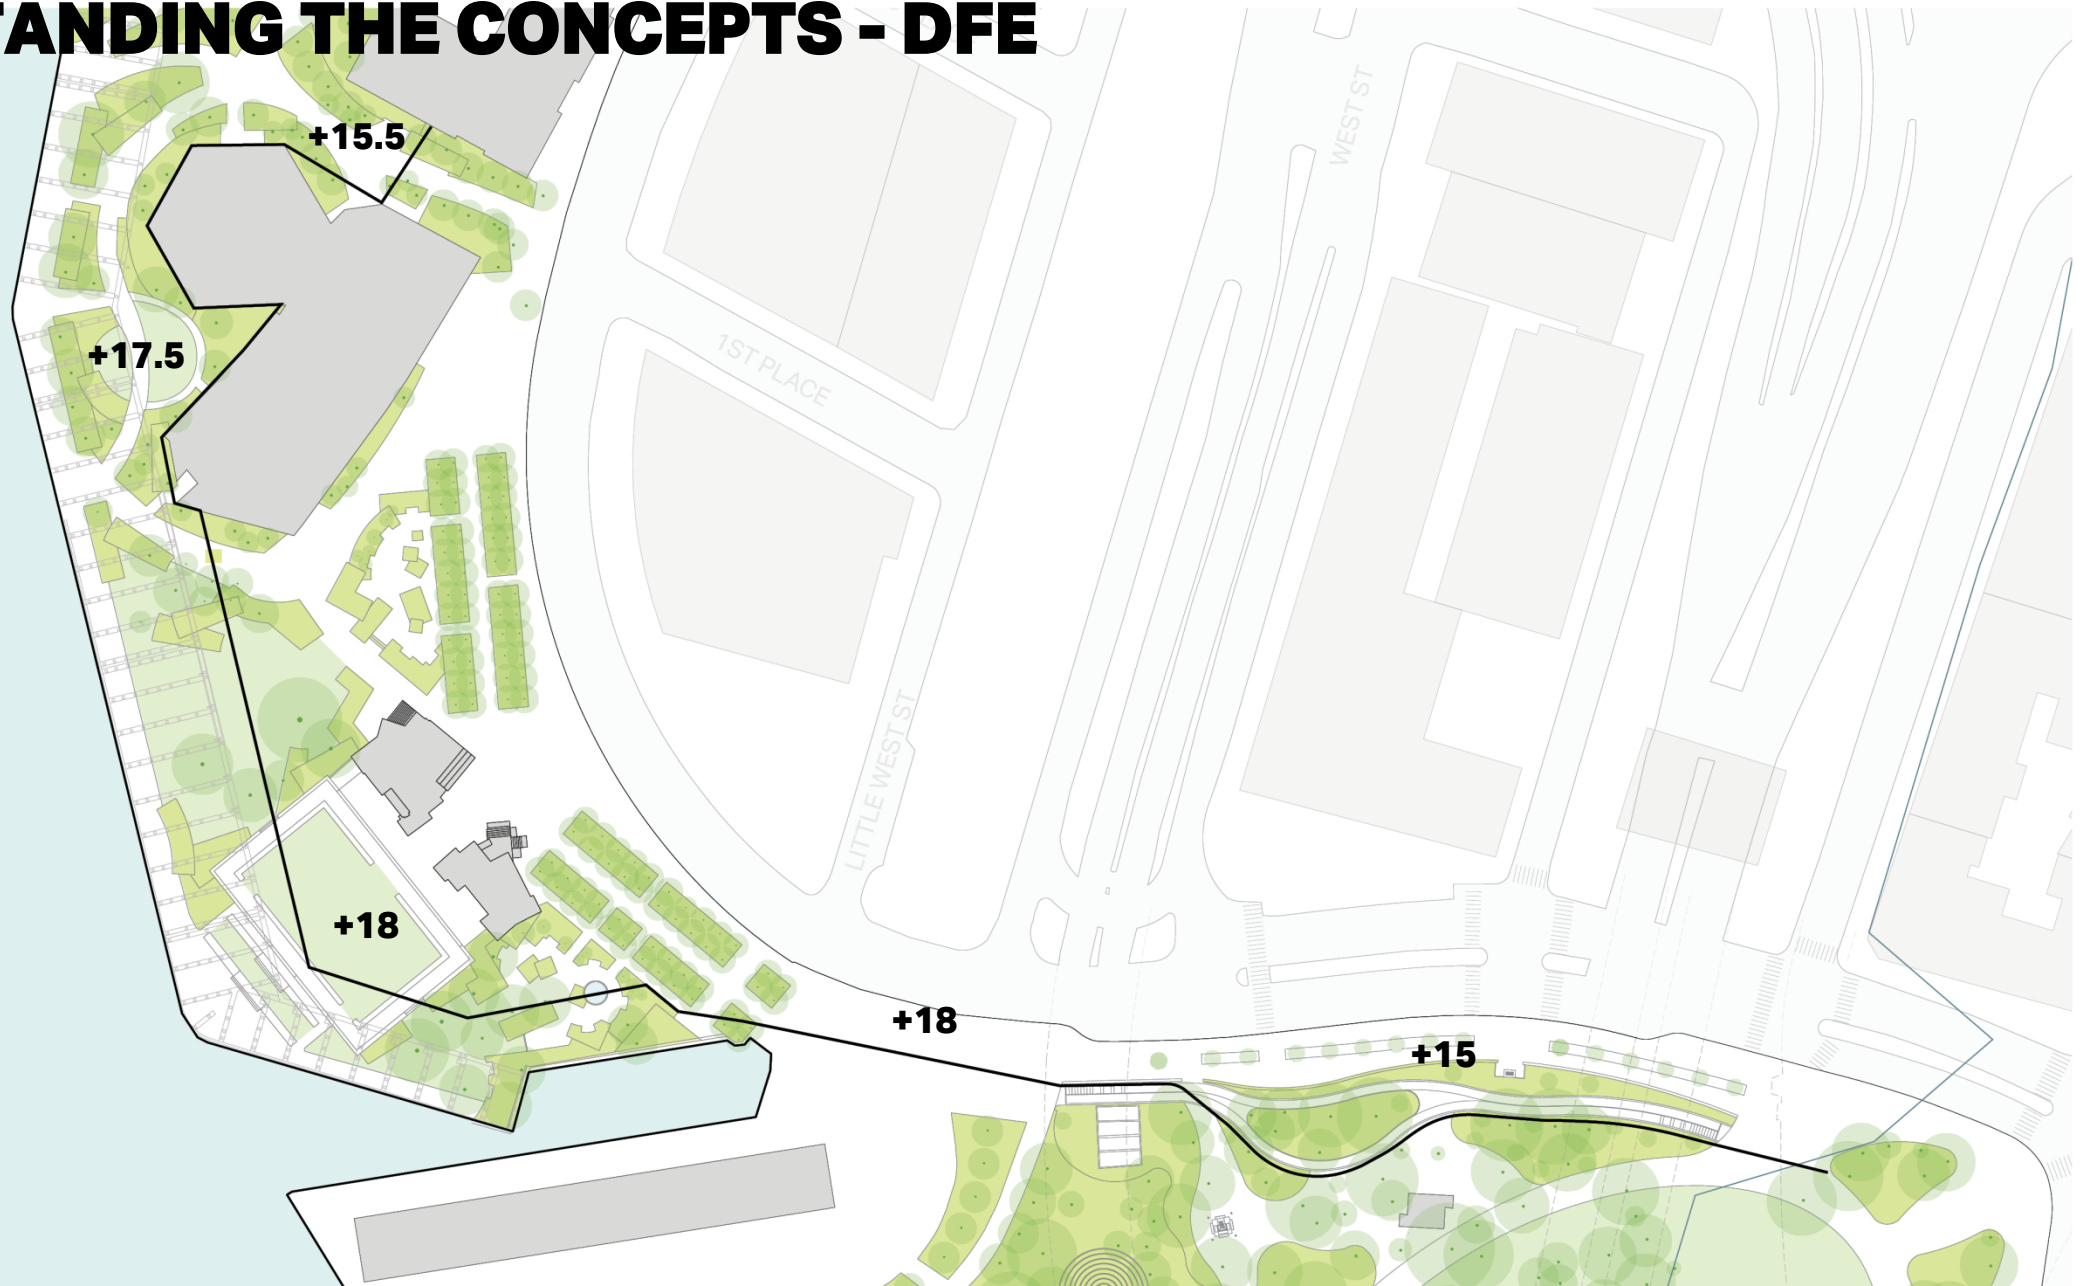 TANDING THE CONCEPTS - DFE
+15.5
WEST ST
+17.5
1ST PLACE
LITTLE WEST ST
+18
+18
+15